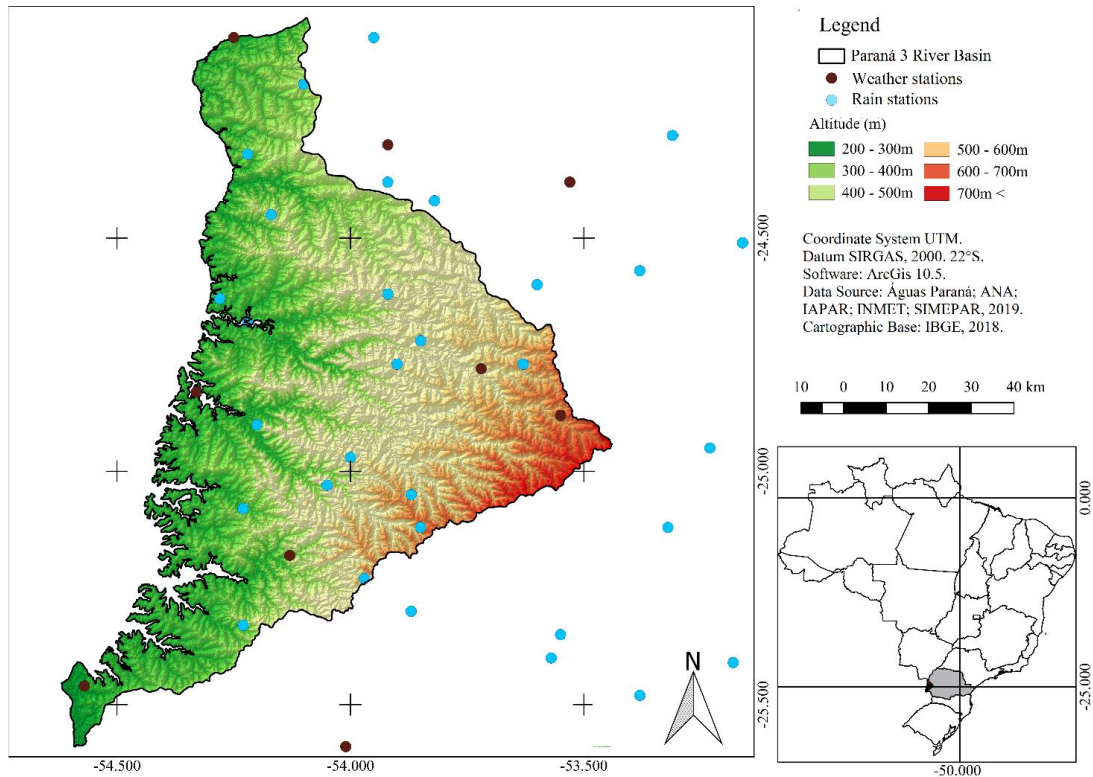 Legend
Paraná 3 River Basin
Weather stations
Rain stations
Altitude (m)
200 - 300m
300 - 400m
400 - 500m
500 - 600m
600 - 700m
700m <
Coordinate System UTM.
Datum SIRGAS, 2000. 22°S.
Software: ArcGis 10.5.
Data Source: Águas Paraná; ANA;
IAPAR; INMET; SIMEPAR, 2019.
Cartographic Base: IBGE, 2018.
10 0 10 20 30 40 km
N
-24.500
-25.000
-25.500
-54.500
-54.000
-53.500
0.000
-25.000
-50.000